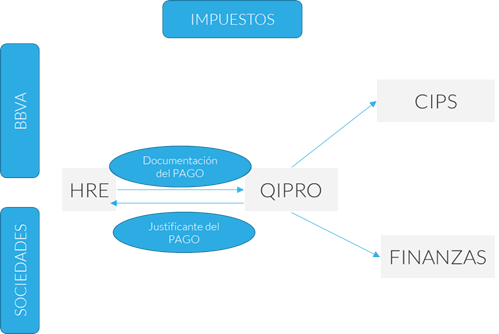 IMPUESTOS
BBVA
CIPS
Documentación
del PAGO
HRE
QIPRO
Justificante del
PAGO
SOCIEDADES
FINANZAS